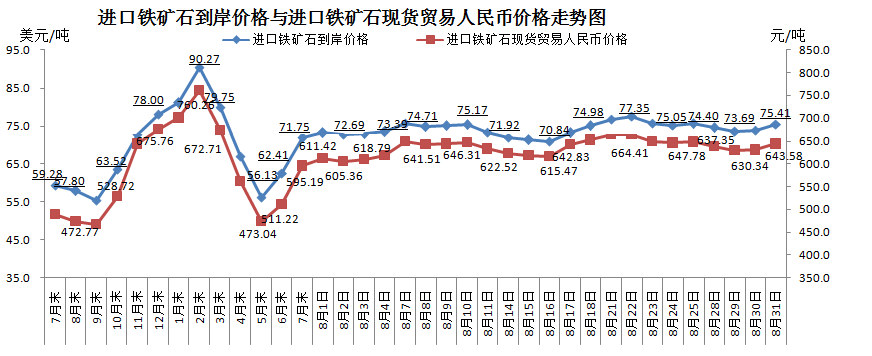 进口铁矿石到岸价格与进口铁矿石现货贸易人民币价格走势图
美元/吨
进口铁矿石到岸价格
进口铁矿石现货贸易人民币价格
元/吨
95.0
85.0
75.0
65.0
55.0
45.0
35.0
850.0
800.0
750.0
700.0
650.0
600.0
550.0
500.0
450.0
400.0
350.0
59.28
57.80
63.52
78.00
90.27
79.75
56.13
62.41
71.75
72.69
73.39
74.71
75.17
71.92
70.84
74.98
77.35
75.05
74.40
73.69
75.41
472.77
528.72
675.76
760.26
672.71
473.04
511.22
595.19
611.42
605.36
618.79
641.51
646.31
622.52
615.47
642.83
664.41
647.78
637.35
630.34
643.58
7月末
8月末
9月末
10月末
11月末
12月末
1月末
2月末
3月末
4月末
5月末
6月末
7月末
8月1日
8月2日
8月3日
8月4日
8月7日
8月8日
8月9日
8月10日
8月11日
8月14日
8月15日
8月16日
8月17日
8月18日
8月21日
8月22日
8月23日
8月24日
8月25日
8月28日
8月29日
8月30日
8月31日